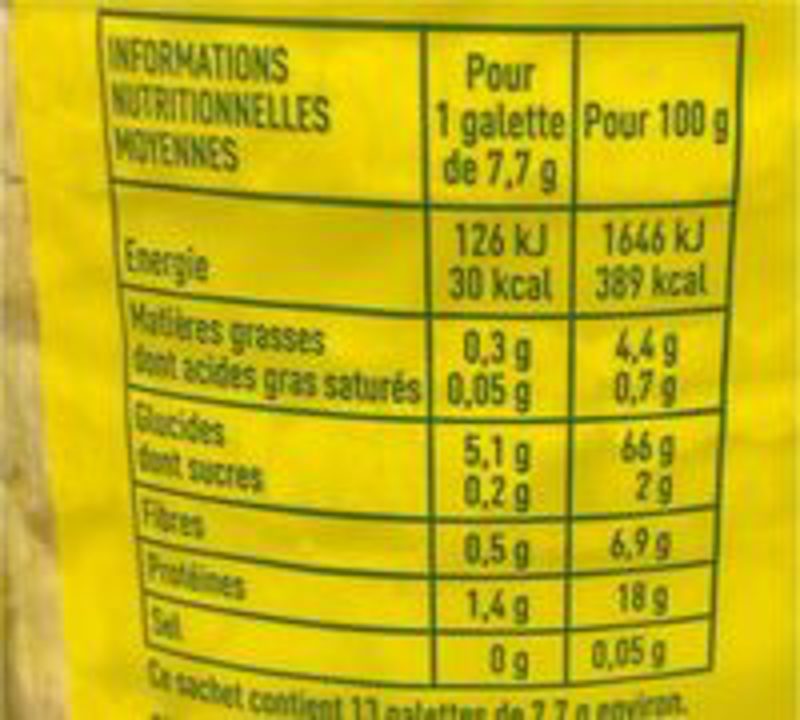 INFORMATIONS
NUTRITIONNELLES
MOYENNES
Pour
1 galette
de 7,7 g
Pour 100 g
Energie
126 kJ
30 kcal
1646 kJ
389 kcal
Matières grasses
dont acides gras saturés
0,3 g
0,05 g
4,4 g
0,7 g
Glucides
dont sucres
5,1 g
0,2 g
66 g
2 g
Fibres
0,5 g
6,9 g
Protéines
1,4 g
18 g
Sel
0 g
0,05 g
Ce sachet contient 13 galettes de 7,7 g environ.